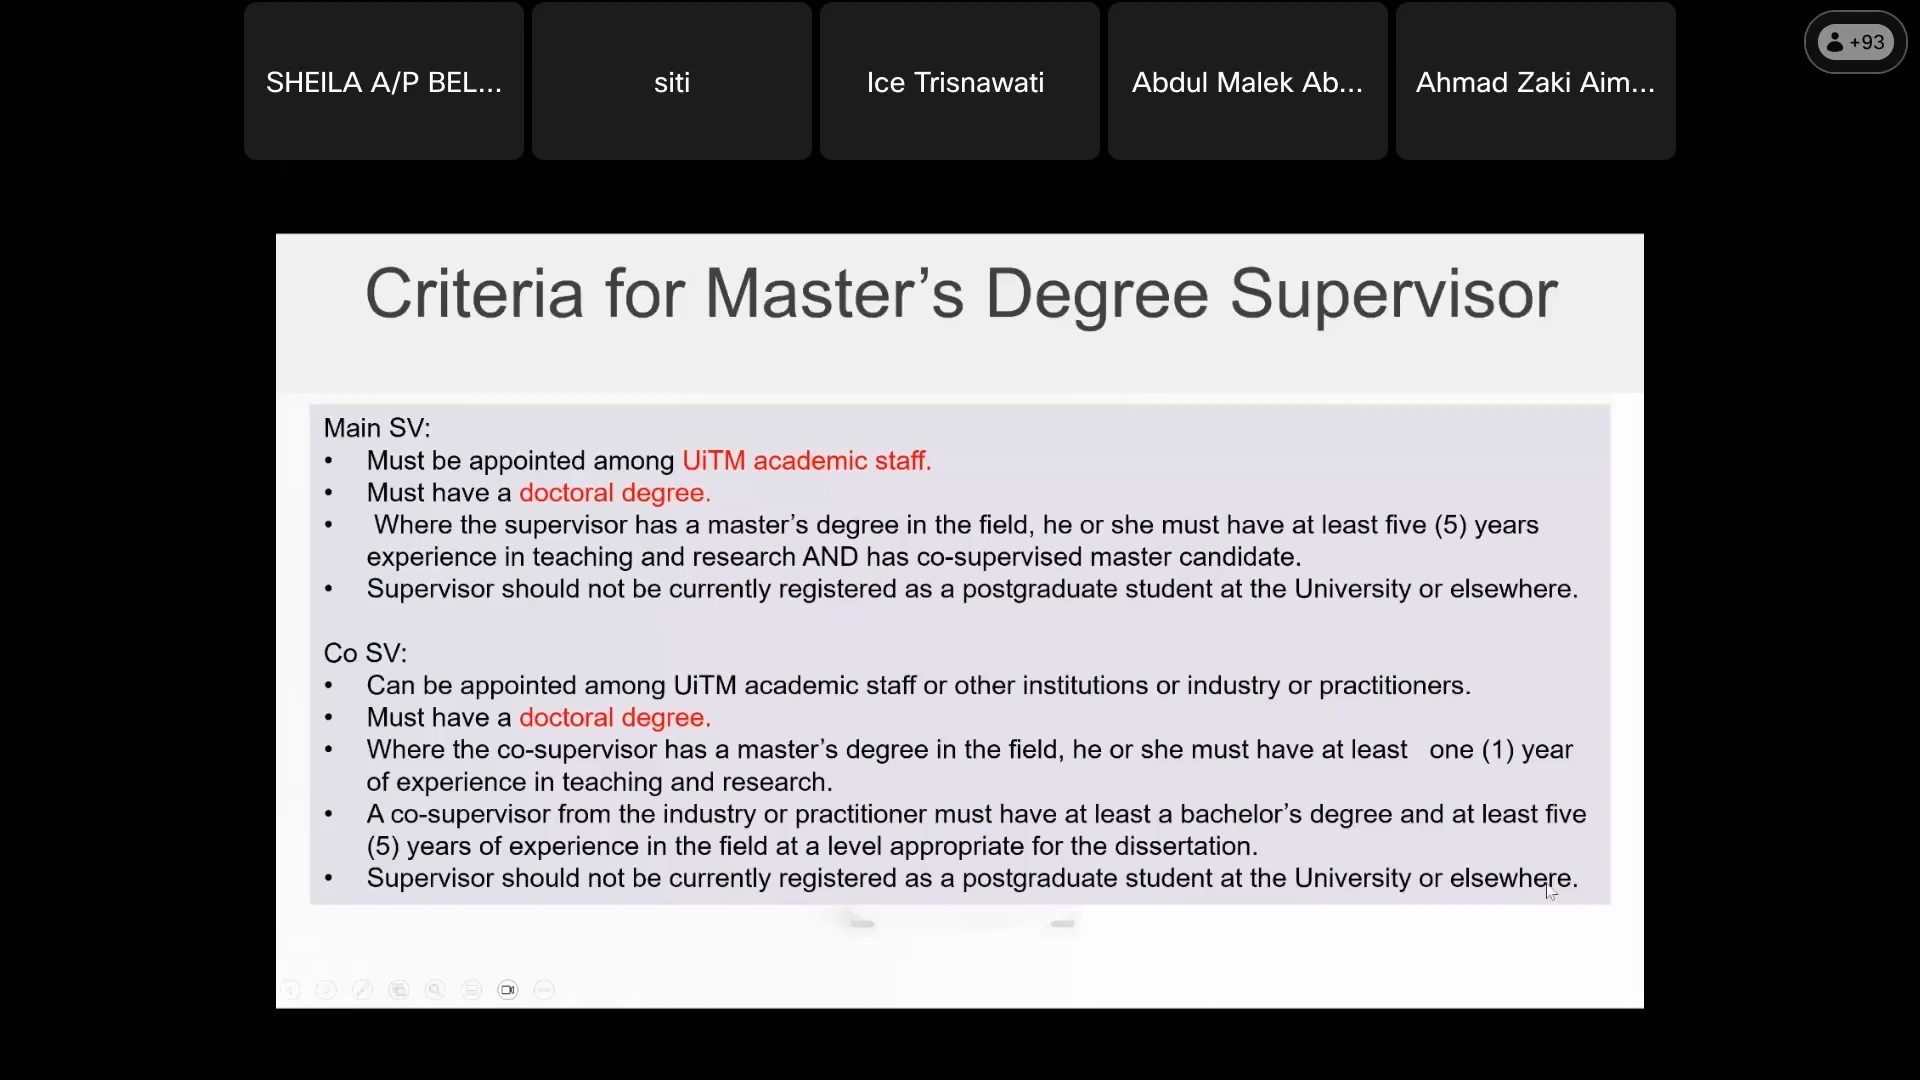 SHEILA A/P BEL...
siti
Ice Trisnawati
Abdul Malek Ab...
Ahmad Zaki Aim...
+93
Criteria for Master’s Degree Supervisor
Main SV:
• Must be appointed among UiTM academic staff.
• Must have a doctoral degree.
• Where the supervisor has a master’s degree in the field, he or she must have at least five (5) years
experience in teaching and research AND has co-supervised master candidate.
• Supervisor should not be currently registered as a postgraduate student at the University or elsewhere.
Co SV:
• Can be appointed among UiTM academic staff or other institutions or industry or practitioners.
• Must have a doctoral degree.
• Where the co-supervisor has a master’s degree in the field, he or she must have at least one (1) year
of experience in teaching and research.
• A co-supervisor from the industry or practitioner must have at least a bachelor’s degree and at least five
(5) years of experience in the field at a level appropriate for the dissertation.
• Supervisor should not be currently registered as a postgraduate student at the University or elsewhere.